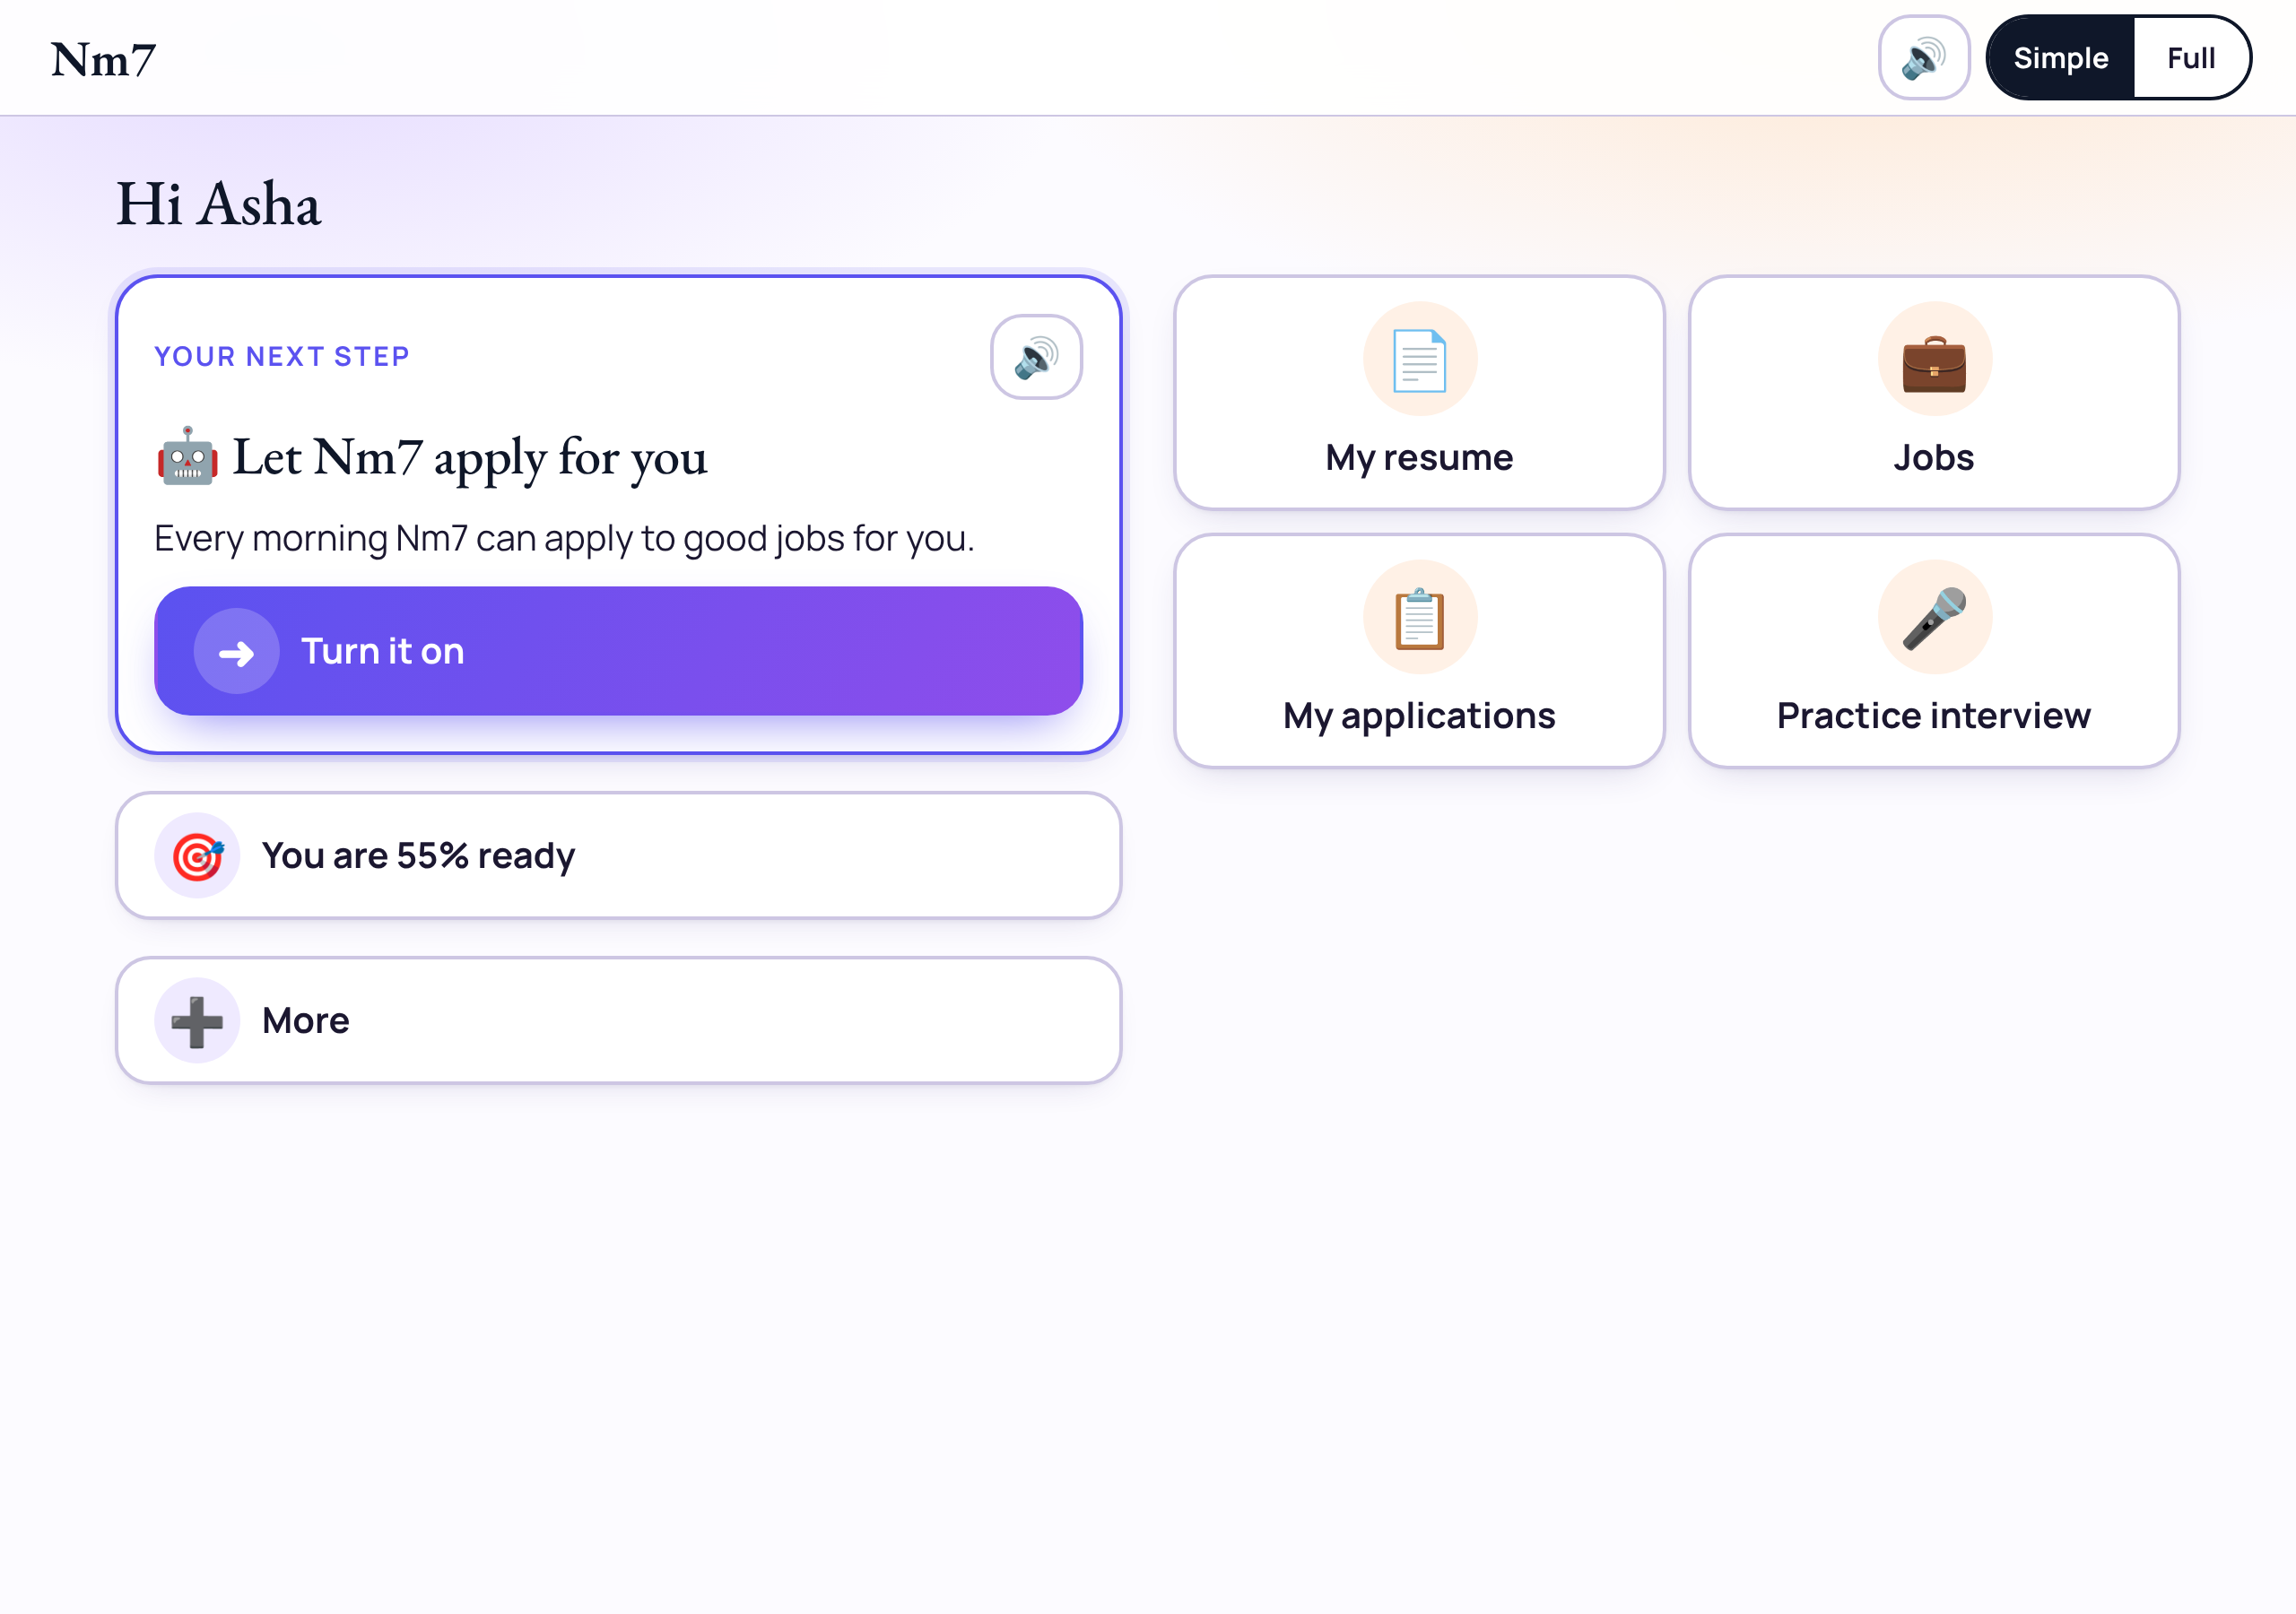 Nm7
Simple
Full
Hi Asha
YOUR NEXT STEP
Let Nm7 apply for you
Every morning Nm7 can apply to good jobs for you.
Turn it on
You are 55% ready
More
My resume
Jobs
My applications
Practice interview